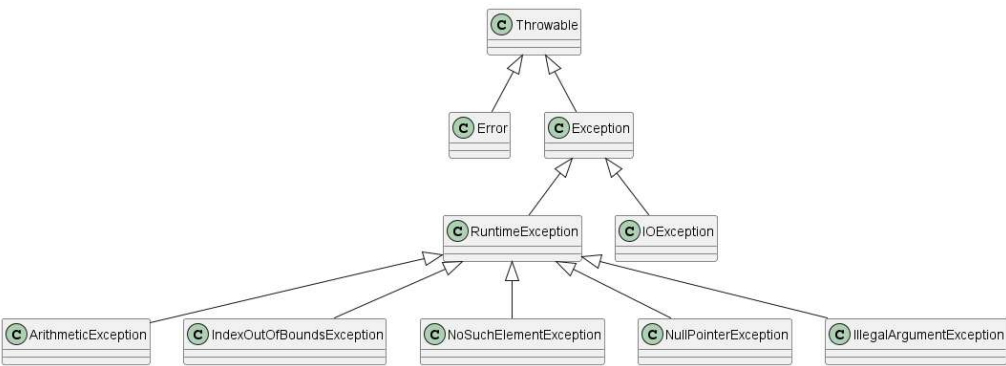 C Throwable
C Error
C Exception
C RuntimeException
C IOException
C ArithmeticException
C IndexOutOfBoundsException
C NoSuchElementException
C NullPointerException
C IllegalArgumentException